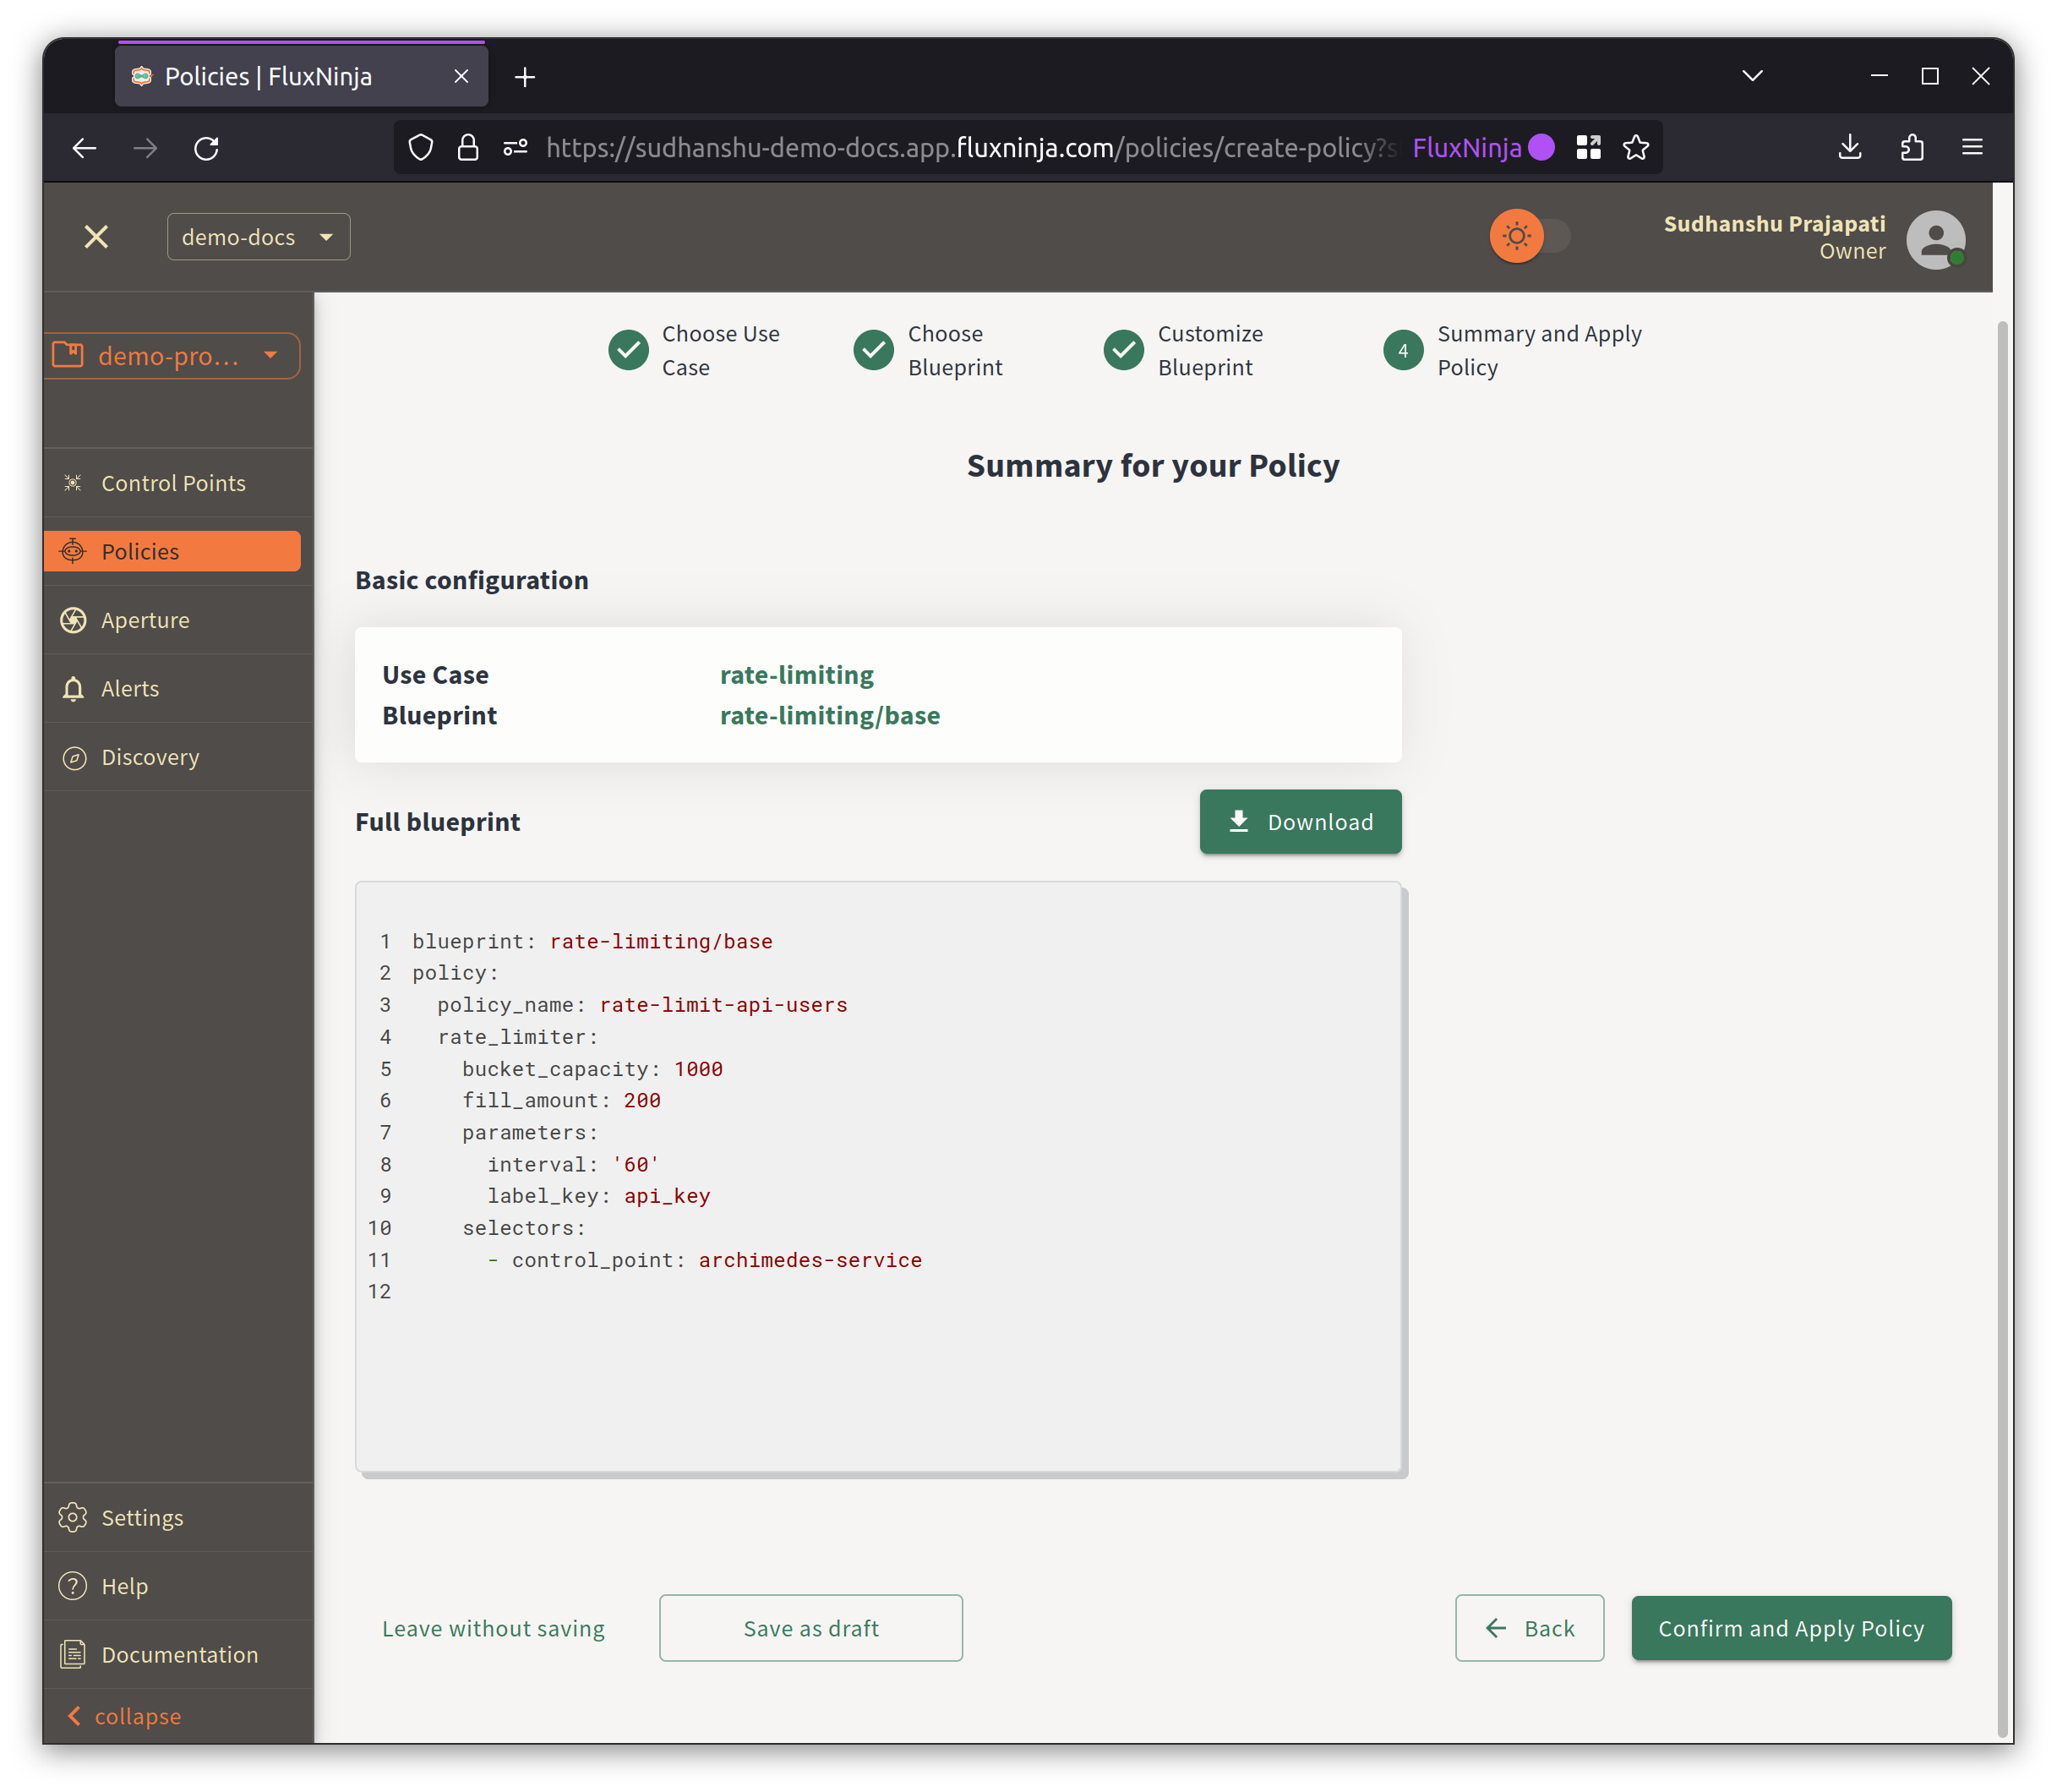 Policies | FluxNinja
https://sudhanshu-demo-docs.app.fluxninja.com/policies/create-policy?s
FluxNinja
demo-docs
Sudhanshu Prajapati
Owner
demo-pro...
Control Points
Policies
Aperture
Alerts
Discovery
Settings
Help
Documentation
collapse
Choose Use
Case
Choose
Blueprint
Customize
Blueprint
4
Summary and Apply
Policy
Summary for your Policy
Basic configuration
Use Case rate-limiting
Blueprint rate-limiting/base
Full blueprint
Download
1 blueprint: rate-limiting/base
2 policy:
3   policy_name: rate-limit-api-users
4   rate_limiter:
5     bucket_capacity: 1000
6     fill_amount: 200
7     parameters:
8       interval: '60'
9       label_key: api_key
10     selectors:
11       - control_point: archimedes-service
12
Leave without saving
Save as draft
Back
Confirm and Apply Policy